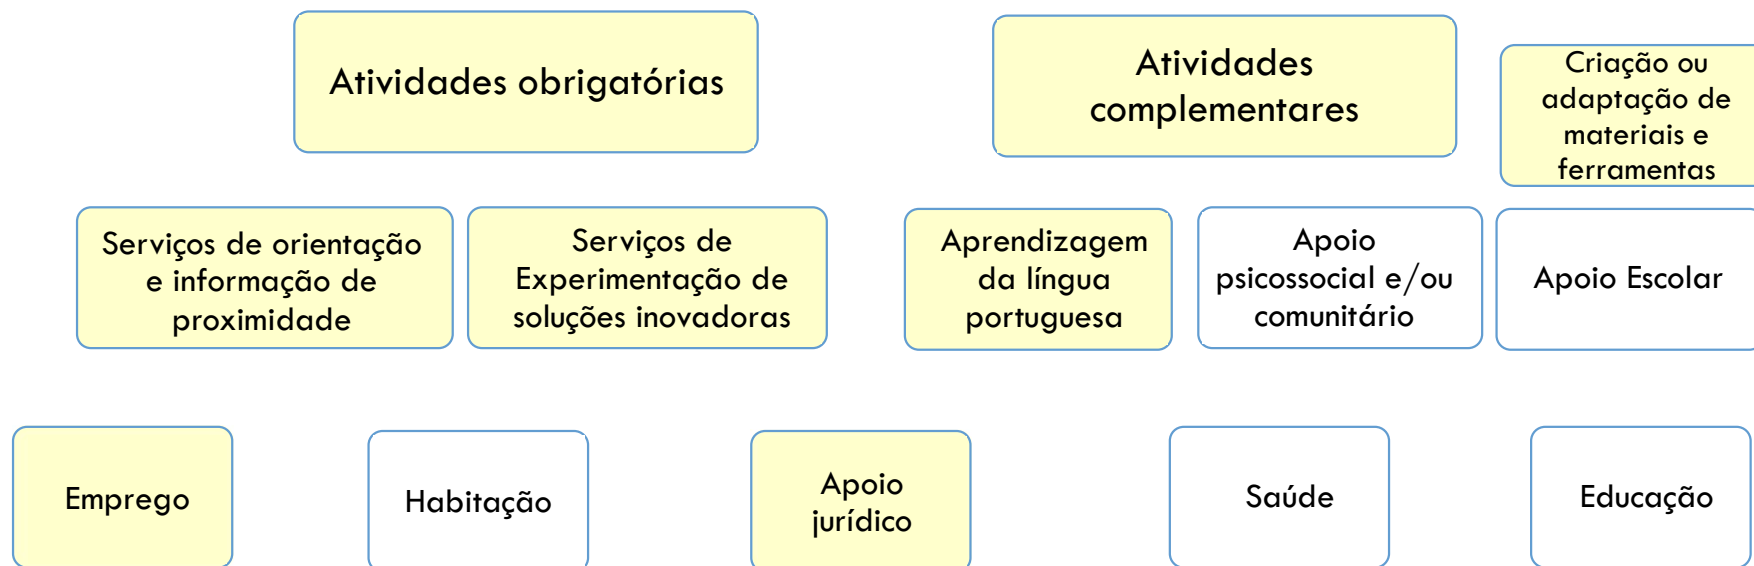 Atividades obrigatórias
Atividades
complementares
Criação ou
adaptação de
materiais e
ferramentas
Serviços de orientação
e informação de
proximidade
Serviços de
Experimentação de
soluções inovadoras
Aprendizagem
da língua
portuguesa
Apoio
psicossocial e/ou
comunitário
Apoio Escolar
Emprego
Habitação
Apoio
jurídico
Saúde
Educação